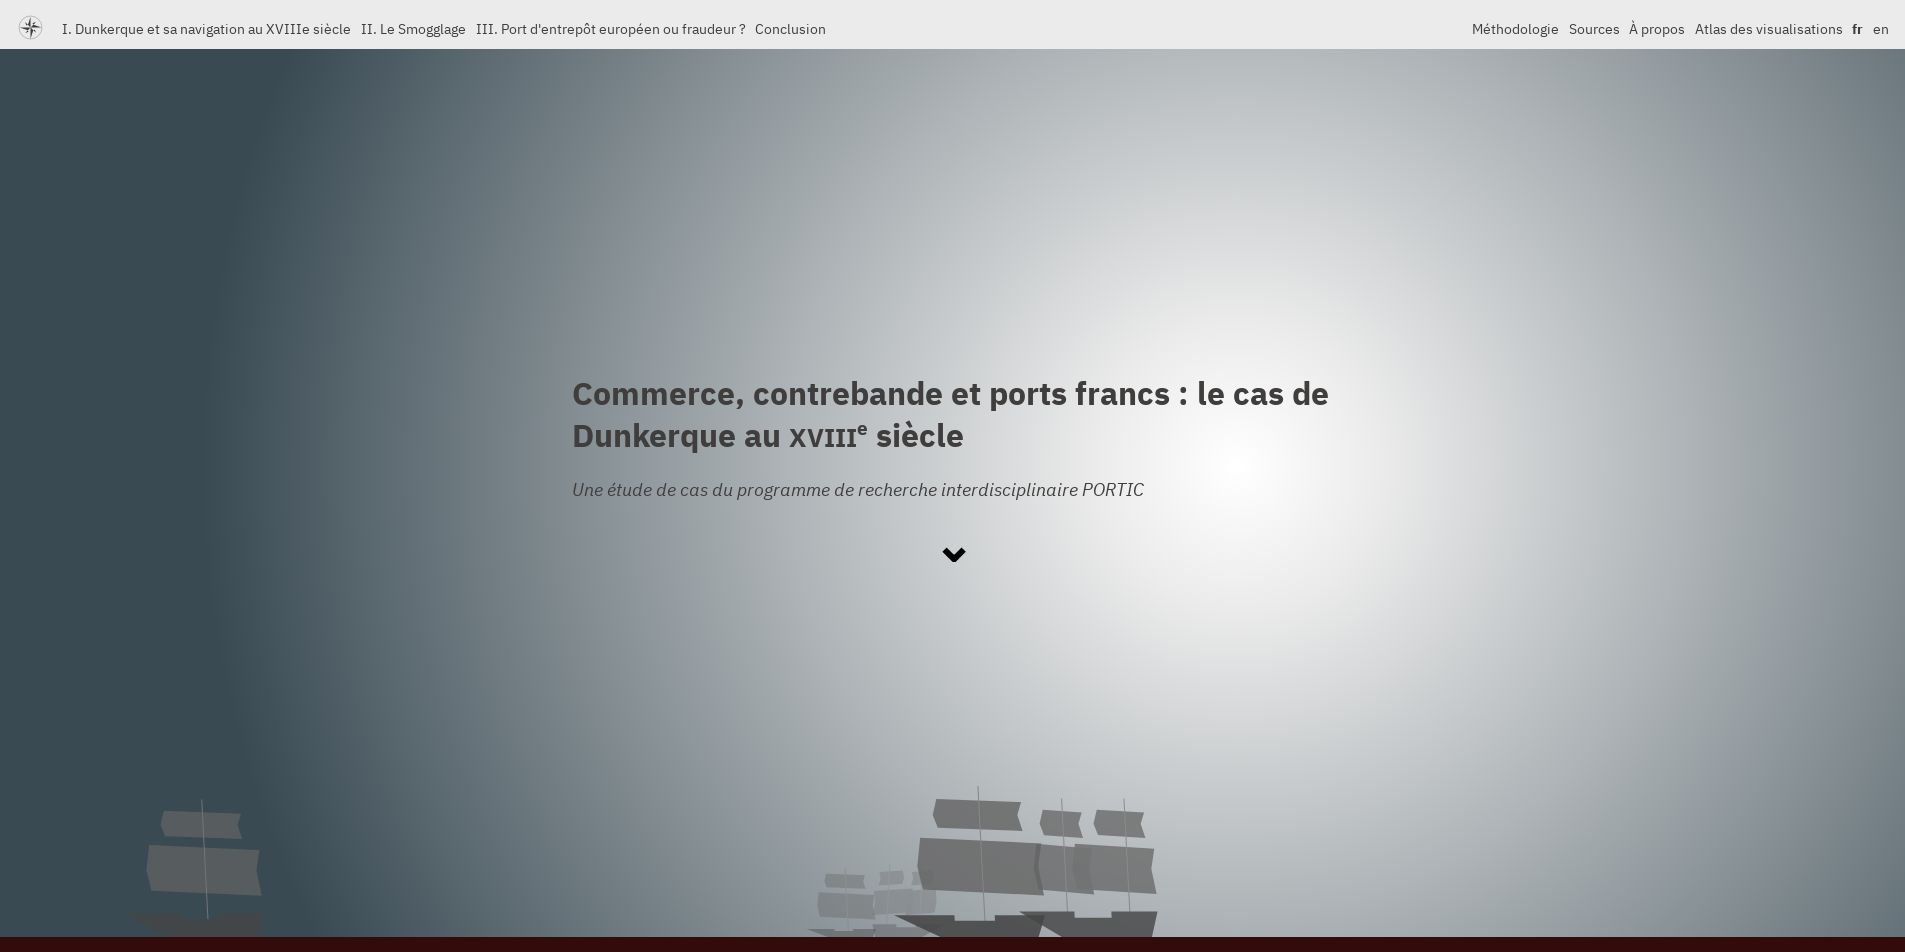 I. Dunkerque et sa navigation au XVIIIe siècle II. Le Smogglage III. Port d'entrepôt européen ou fraudeur ? Conclusion Méthodologie Sources À propos Atlas des visualisations fr en
Commerce, contrebande et ports francs : le cas de
Dunkerque au XVIIIe siècle
Une étude de cas du programme de recherche interdisciplinaire PORTIC